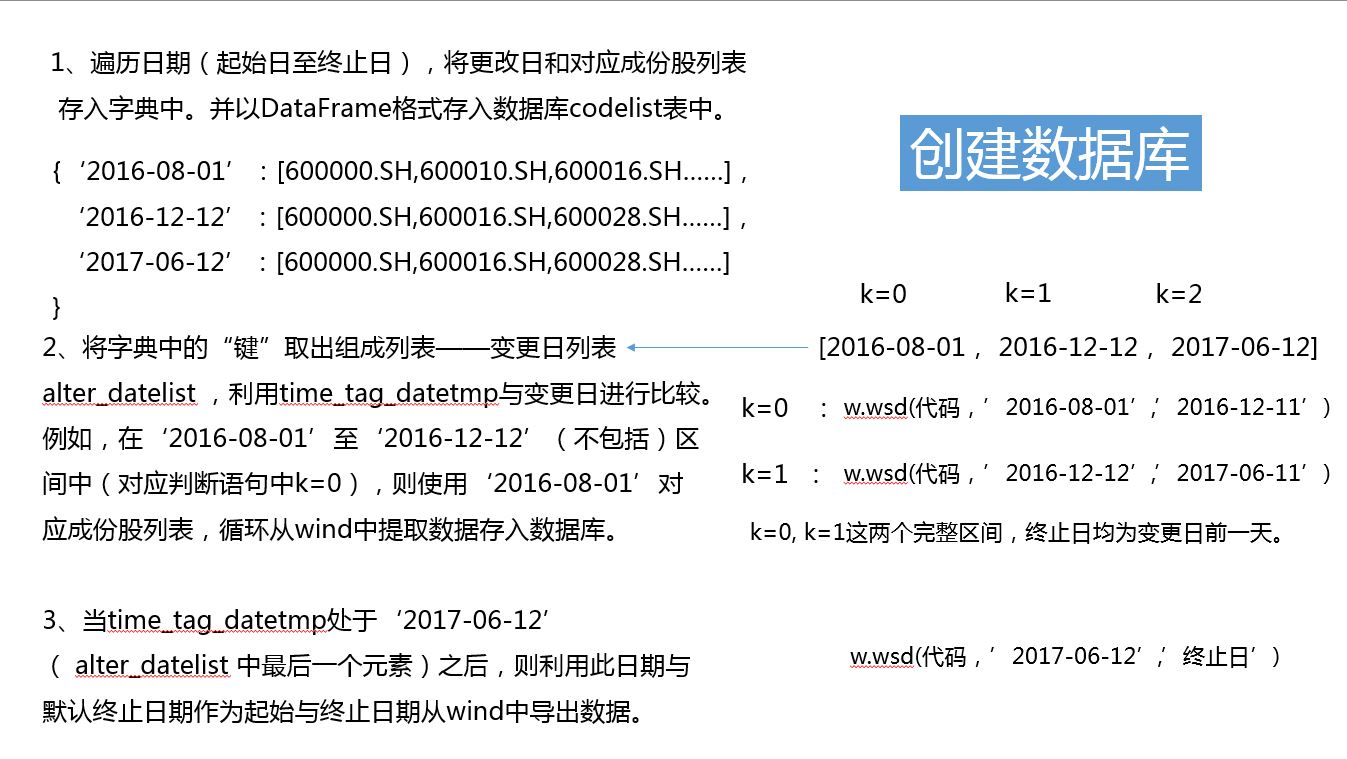 1、遍历日期（起始日至终止日），将更改日和对应成份股列表
存入字典中。并以DataFrame格式存入数据库codelist表中。
{‘2016-08-01’：[600000.SH,600010.SH,600016.SH……]，
‘2016-12-12’：[600000.SH,600016.SH,600028.SH……]，
‘2017-06-12’：[600000.SH,600016.SH,600028.SH……]
}
2、将字典中的“键”取出组成列表——变更日列表
alter_datelist ，利用time_tag_datetmp与变更日进行比较。
例如，在‘2016-08-01’至‘2016-12-12’（不包括）区
间中（对应判断语句中k=0），则使用‘2016-08-01’对
应成份股列表，循环从wind中提取数据存入数据库。
3、当time_tag_datetmp处于‘2017-06-12’
（ alter_datelist 中最后一个元素）之后，则利用此日期与
默认终止日期作为起始与终止日期从wind中导出数据。
创建数据库
k=0 k=1 k=2
[2016-08-01， 2016-12-12， 2017-06-12]
k=0 ：w.wsd(代码，’2016-08-01’,’2016-12-11’)
k=1 ：w.wsd(代码，’2016-12-12’,’2017-06-11’)
k=0, k=1这两个完整区间，终止日均为变更日前一天。
w.wsd(代码，’2017-06-12’,’终止日’)